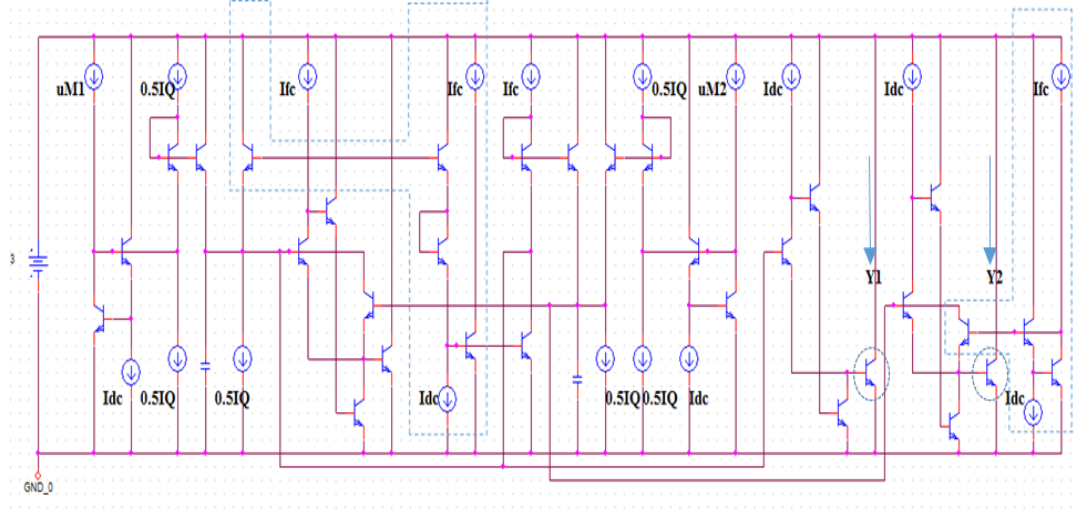 uM1 0.5IQ Ifc Ifc Ifc 0.5IQ uM2 Idc Idc Ifc
3
Y1 Y2
Idc 0.5IQ 0.5IQ Idc 0.5IQ 0.5IQ Idc Idc
GND_0